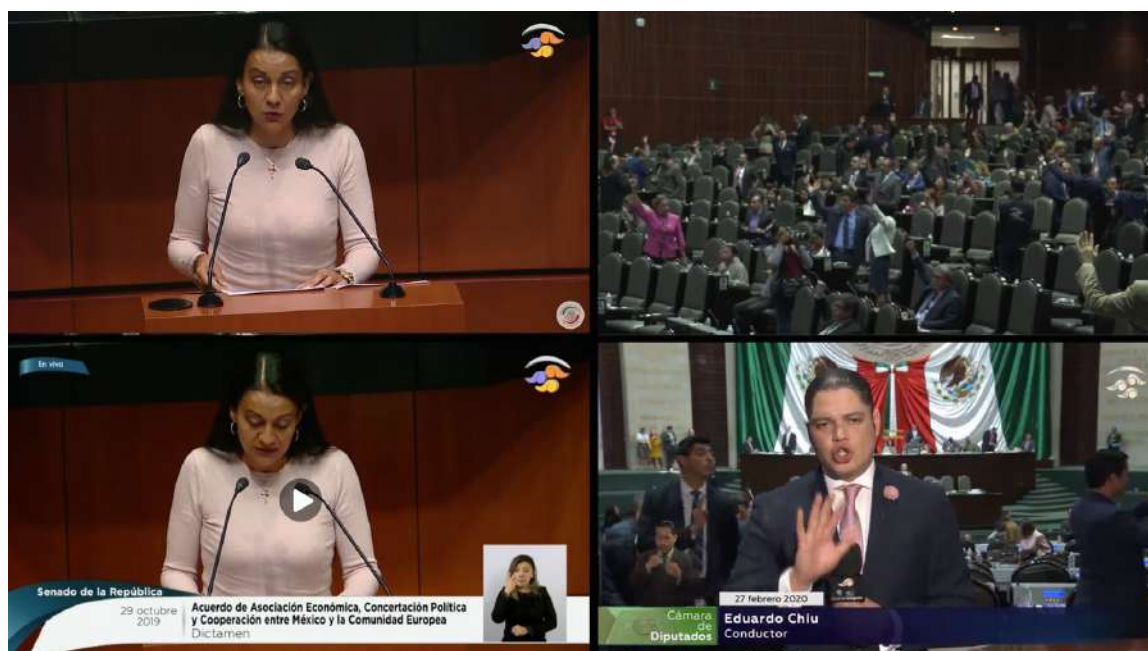 En vivo
Senado de la República
29 octubre
2019
Acuerdo de Asociación Económica, Concertación Política
y Cooperación entre México y la Comunidad Europea
Dictamen
27 febrero 2020
Cámara
de
Diputados
Eduardo Chiu
Conductor